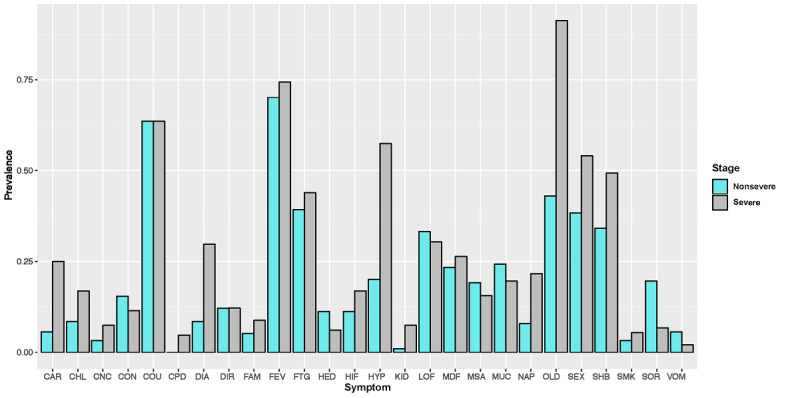 0.75
0.50
0.25
0.00
Prevalence
CAR CHL CNC CON COU CPD DIA DIR FAM FEV FTG HED HIF HYP KID LOF MDF MSA MUC NAP OLD SEX SHB SMK SOR VOM
Symptom
Stage
Nonsevere
Severe